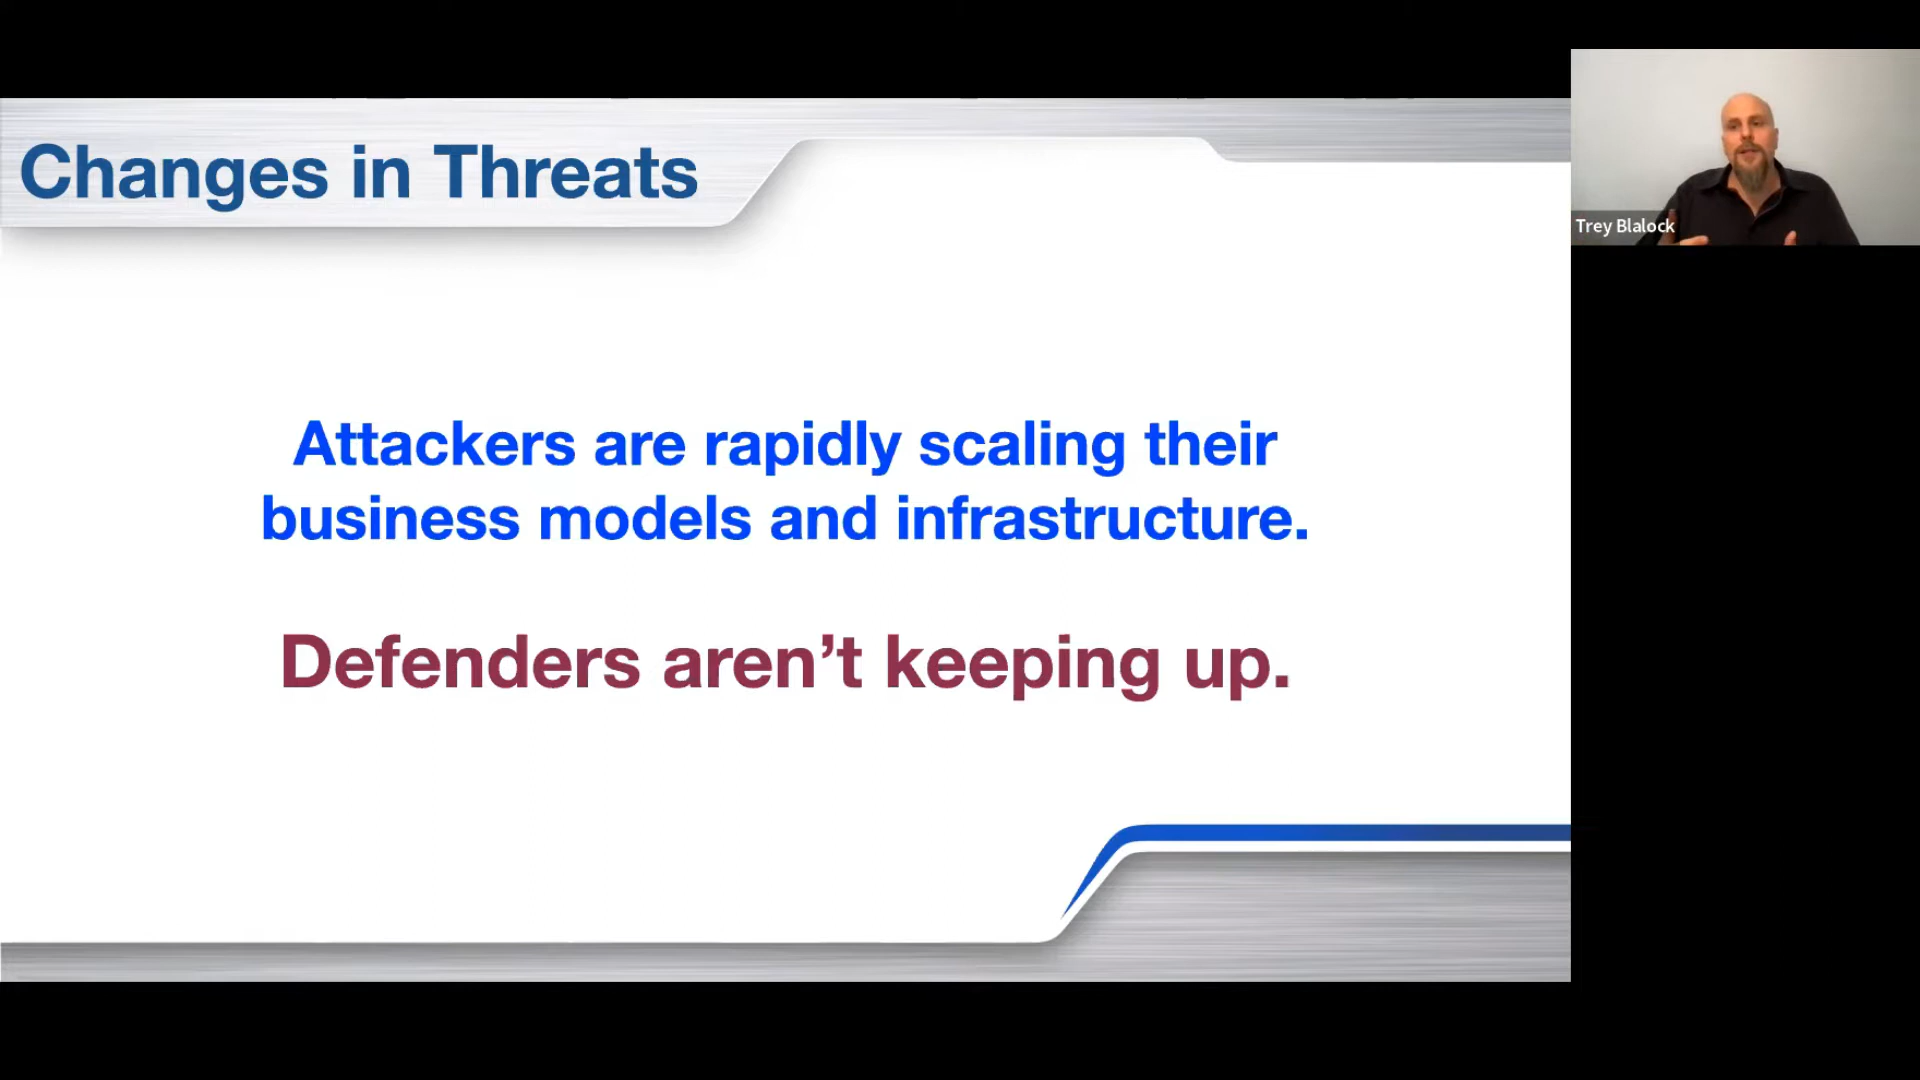 Changes in Threats
Trey Blalock
Attackers are rapidly scaling their
business models and infrastructure.
Defenders aren’t keeping up.